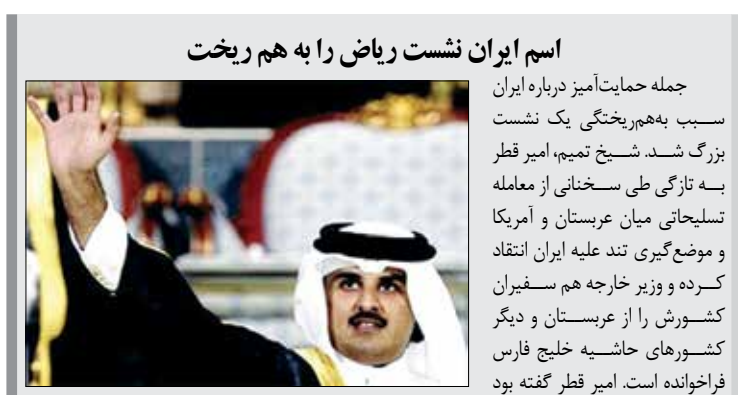 اسم ایران نشست ریاض را به هم ریخت
جمله حمایت‌آمیز درباره ایران
سبب به‌هم‌ریختگی یک نشست
بزرگ شد. شیخ تمیم، امیر قطر
به تازگی طی سخنانی از معامله
تسلیحاتی میان عربستان و آمریکا
و موضع‌گیری تند علیه ایران انتقاد
کرده و وزیر خارجه هم سفیران
کشورش را از عربستان و دیگر
کشورهای حاشیه خلیج فارس
فراخوانده است. امیر قطر گفته بود